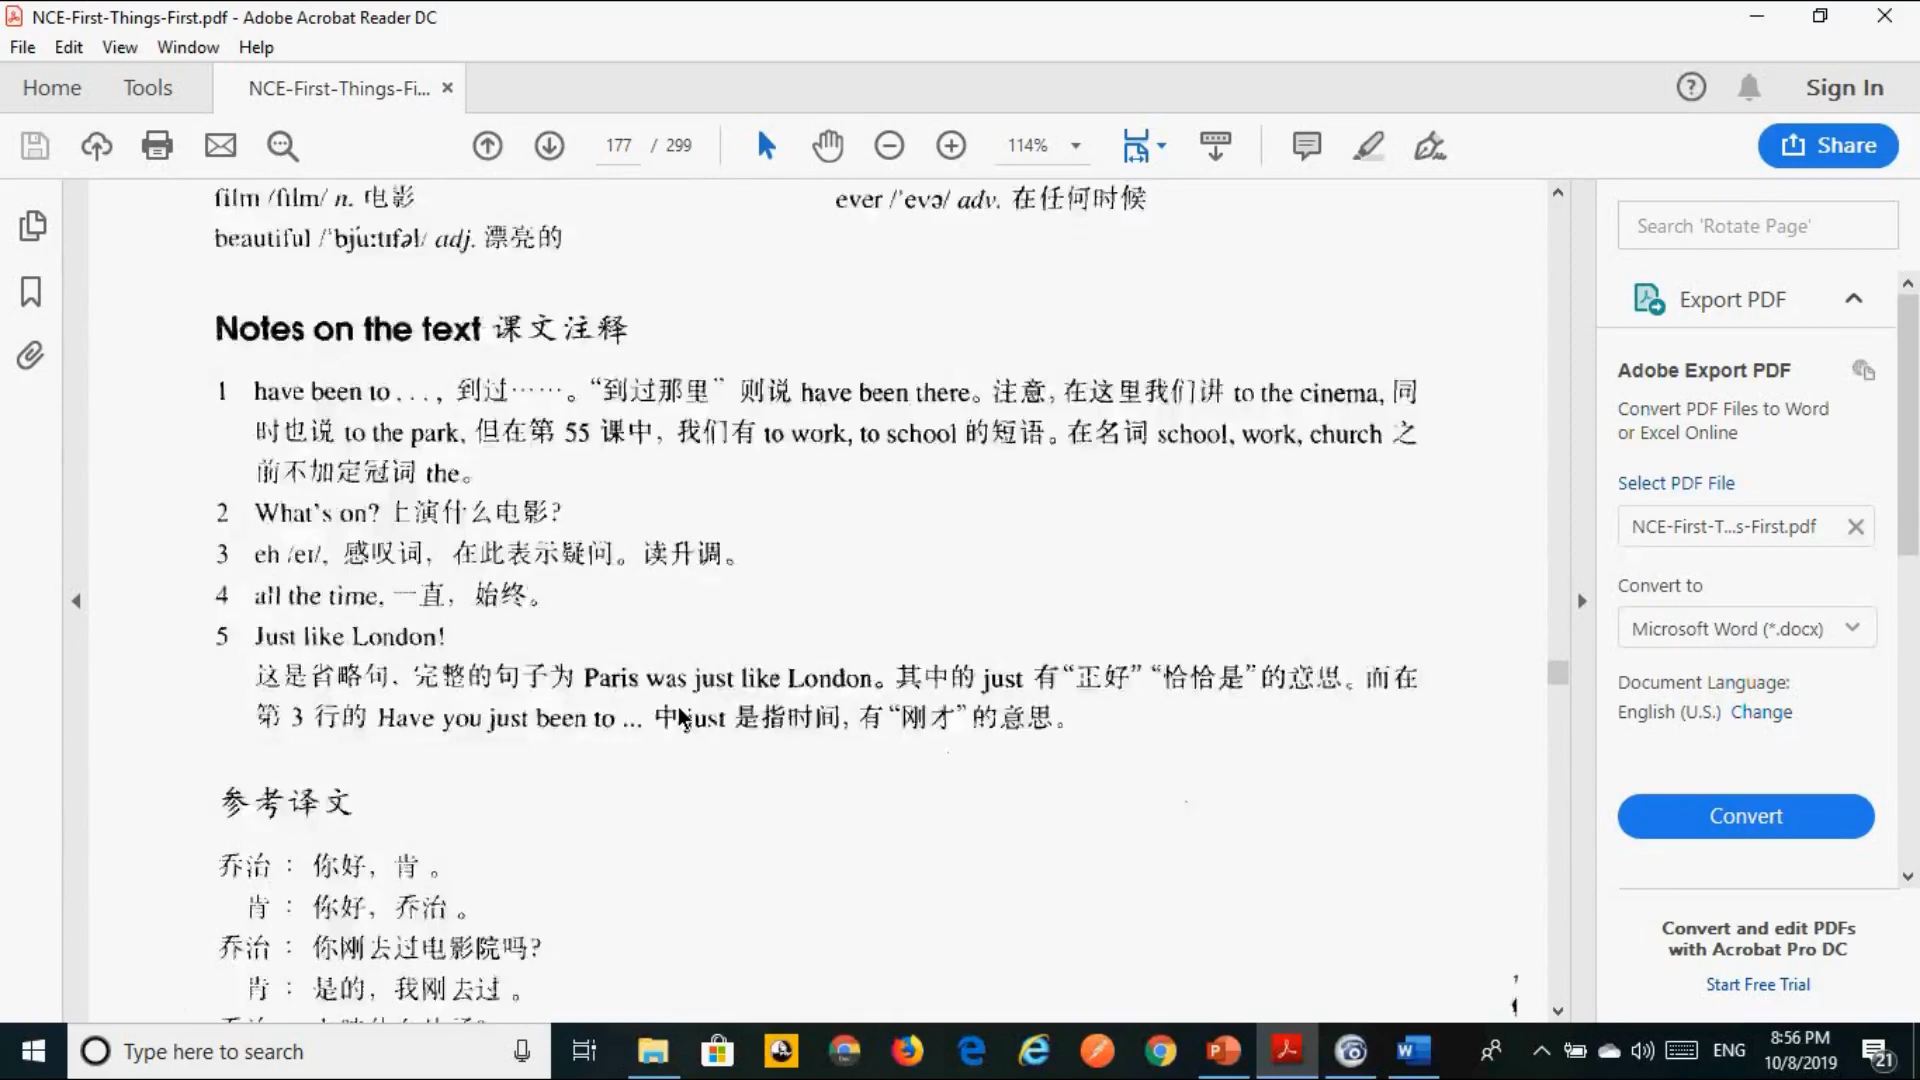 NCE-First-Things-First.pdf - Adobe Acrobat Reader DC
File Edit View Window Help
Home Tools NCE-First-Things-Fi... × Sign In
177 / 299 114% Share
film /fɪlm/ n. 电影 ever /'evə/ adv. 在任何时候
beautiful /'bjuːtɪfəl/ adj. 漂亮的
Notes on the text 课文注释
1 have been to . . . , 到过……。“到过那里” 则说 have been there。注意, 在这里我们讲 to the cinema, 同
时也说 to the park, 但在第 55 课中, 我们有 to work, to school 的短语。在名词 school, work, church 之
前不加定冠词 the。
2 What's on? 上演什么电影?
3 eh /eɪ/, 感叹词, 在此表示疑问。读升调。
4 all the time, 一直, 始终。
5 Just like London!
这是省略句、完整的句子为 Paris was just like London。其中的 just 有“正好”“恰恰是”的意思。而在
第 3 行的 Have you just been to ... 中 just 是指时间, 有“刚才”的意思。
参考译文
乔治 : 你好, 肯 。
肯 : 你好, 乔治 。
乔治 : 你刚去过电影院吗?
肯 : 是的, 我刚去过 。
Search 'Rotate Page'
Export PDF
Adobe Export PDF
Convert PDF Files to Word
or Excel Online
Select PDF File
NCE-First-T...s-First.pdf
Convert to
Microsoft Word (*.docx)
Document Language:
English (U.S.) Change
Convert
Convert and edit PDFs
with Acrobat Pro DC
Start Free Trial
Type here to search
ENG
8:56 PM
10/8/2019
21